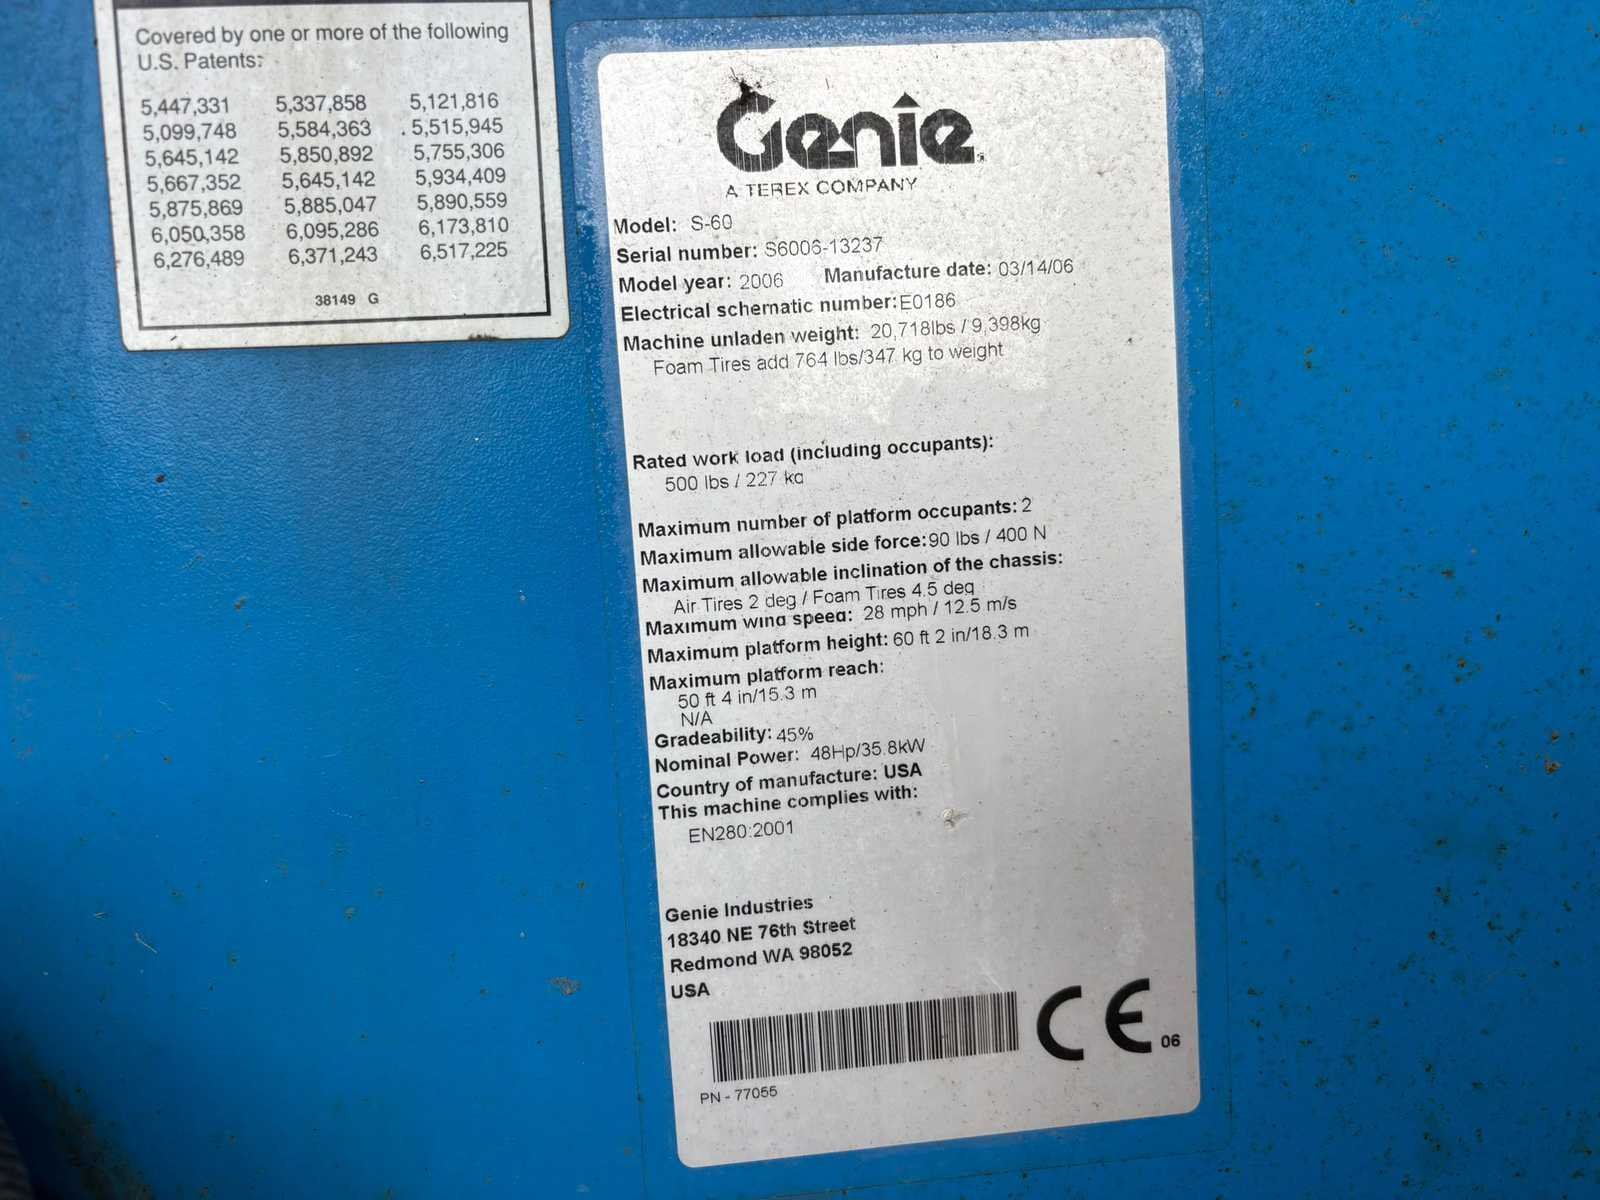 Covered by one or more of the following
U.S. Patents:
5,447,331 5,337,858 5,121,816
5,099,748 5,584,363 5,515,945
5,645,142 5,850,892 5,755,306
5,667,352 5,645,142 5,934,409
5,875,869 5,885,047 5,890,559
6,050,358 6,095,286 6,173,810
6,276,489 6,371,243 6,517,225
38149 G
Genie
A TEREX COMPANY
Model: S-60
Serial number: S6006-13237
Model year: 2006 Manufacture date: 03/14/06
Electrical schematic number: E0186
Machine unladen weight: 20,718lbs / 9,398kg
Foam Tires add 764 lbs/347 kg to weight
Rated work load (including occupants):
500 lbs / 227 kg
Maximum number of platform occupants: 2
Maximum allowable side force: 90 lbs / 400 N
Maximum allowable inclination of the chassis:
Air Tires 2 deg / Foam Tires 4.5 deg
Maximum wind speed: 28 mph / 12.5 m/s
Maximum platform height: 60 ft 2 in/18.3 m
Maximum platform reach:
50 ft 4 in/15.3 m
N/A
Gradeability: 45%
Nominal Power: 48Hp/35.8kW
Country of manufacture: USA
This machine complies with:
EN280:2001
Genie Industries
18340 NE 76th Street
Redmond WA 98052
USA
CE 06
PN - 77055